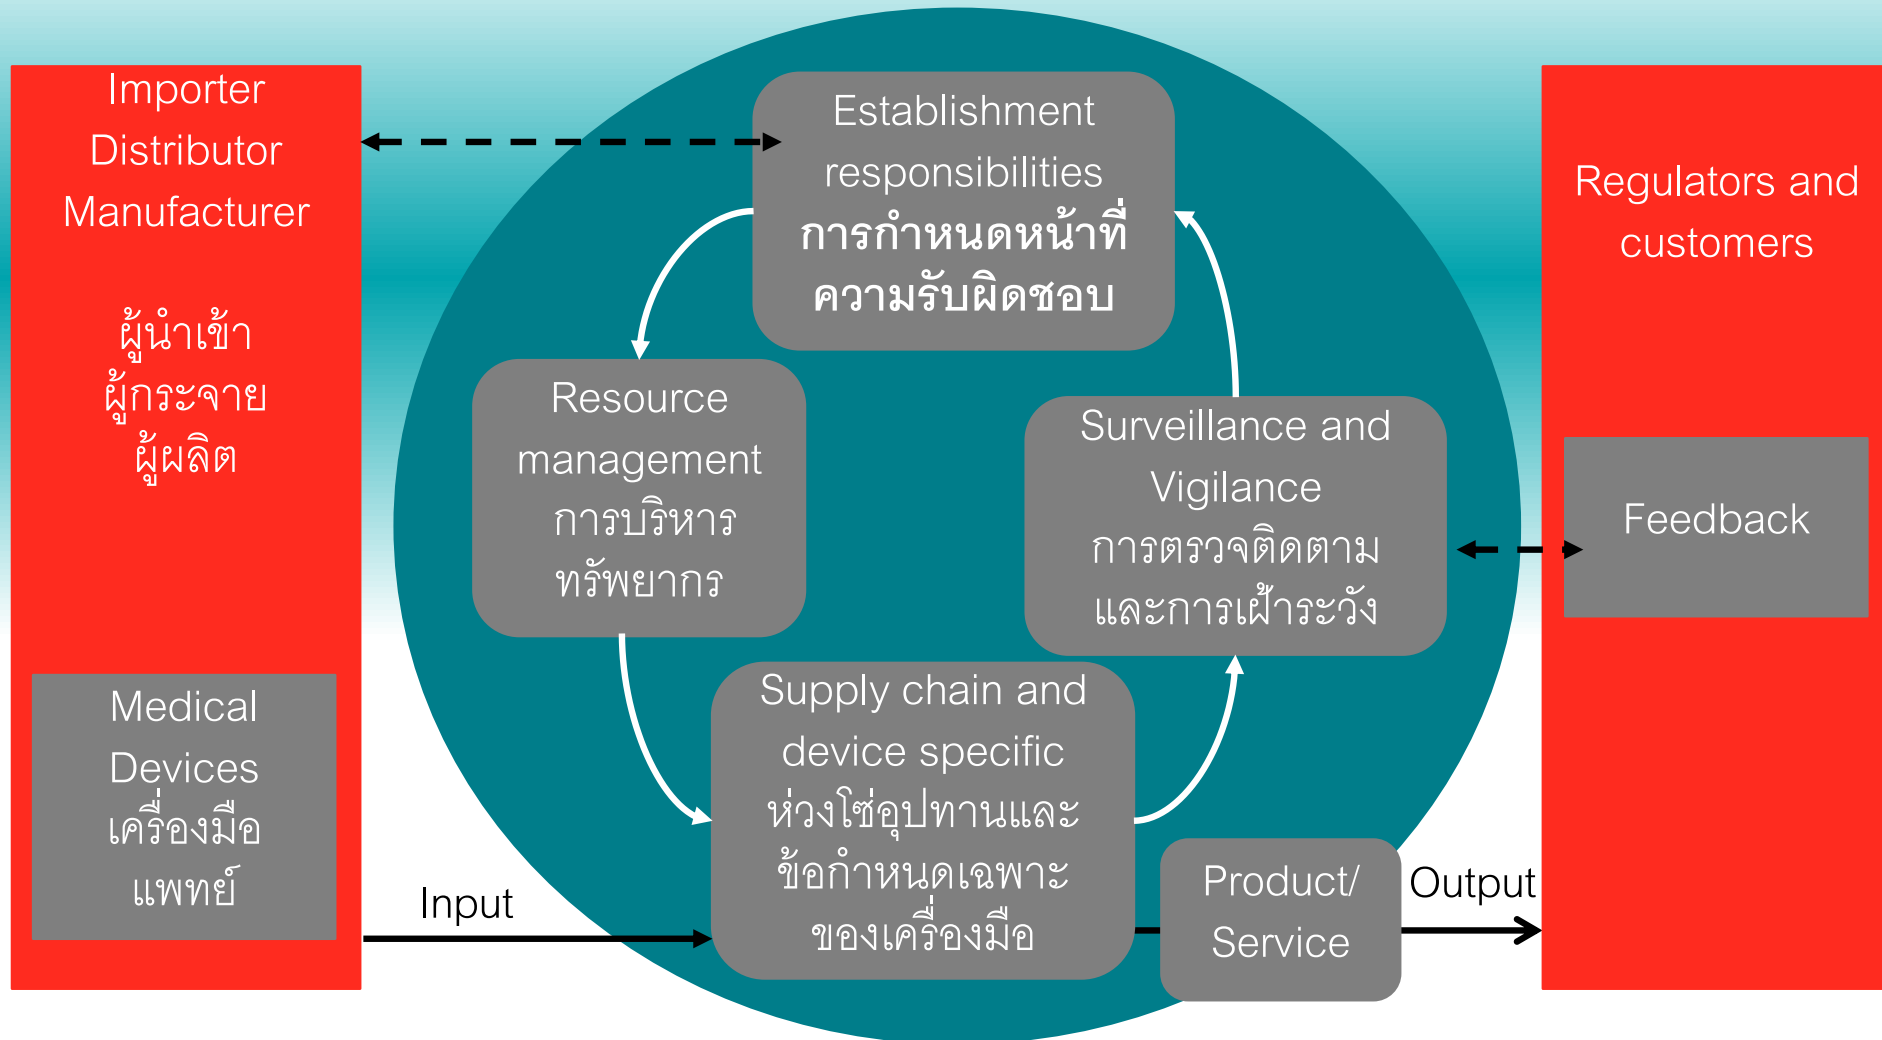 Importer
Distributor
Manufacturer
ผู้นำเข้า
ผู้กระจาย
ผู้ผลิต
Medical
Devices
เครื่องมือ
แพทย์
Input
Establishment
responsibilities
การกำหนดหน้าที่
ความรับผิดชอบ
Resource
management
การบริหาร
ทรัพยากร
Supply chain and
device specific
ห่วงโซ่อุปทานและ
ข้อกำหนดเฉพาะ
ของเครื่องมือ
Surveillance and
Vigilance
การตรวจติดตาม
และการเฝ้าระวัง
Product/
Service
Output
Regulators and
customers
Feedback